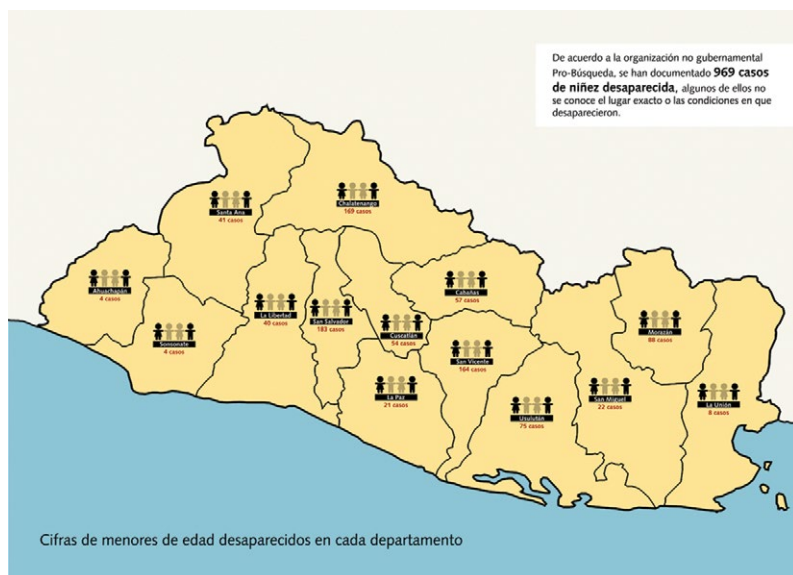 De acuerdo a la organización no gubernamental
Pro-Búsqueda, se han documentado 969 casos
de niñez desaparecida, algunos de ellos no
se conoce el lugar exacto o las condiciones en que
desaparecieron.
Santa Ana
41 casos
Chalatenango
169 casos
Ahuachapán
4 casos
Sonsonate
4 casos
La Libertad
40 casos
San Salvador
183 casos
Cuscatlán
54 casos
Cabañas
57 casos
San Vicente
164 casos
La Paz
21 casos
Usulután
75 casos
San Miguel
22 casos
Morazán
88 casos
La Unión
8 casos
Cifras de menores de edad desaparecidos en cada departamento